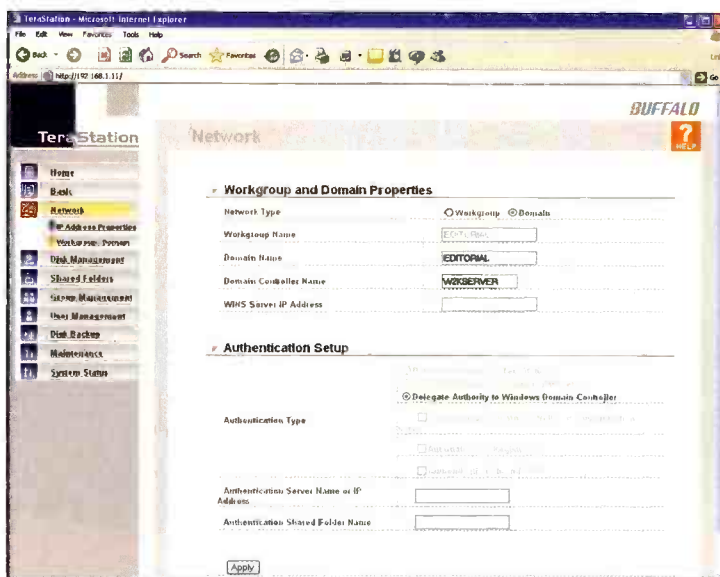 TeraStation - Microsoft Internet Explorer
File Edit View Favorites Tools Help
Back Search Favorites
Address http://192.168.1.11/ Go
BUFFALO
TeraStation
Network
HELP
Home
Basic
Network
IP Address Properties
Workgroup/Domain
Disk Management
Shared Folders
Group Management
User Management
Disk Backup
Maintenance
System Status
Workgroup and Domain Properties
Network Type Workgroup Domain
Workgroup Name EDITORIAL
Domain Name EDITORIAL
Domain Controller Name W2KSERVER
WINS Server IP Address
Authentication Setup
Authentication Type
Delegate Authority to Windows Domain Controller
Authentication Server Name or IP
Address
Authentication Shared Folder Name
Apply